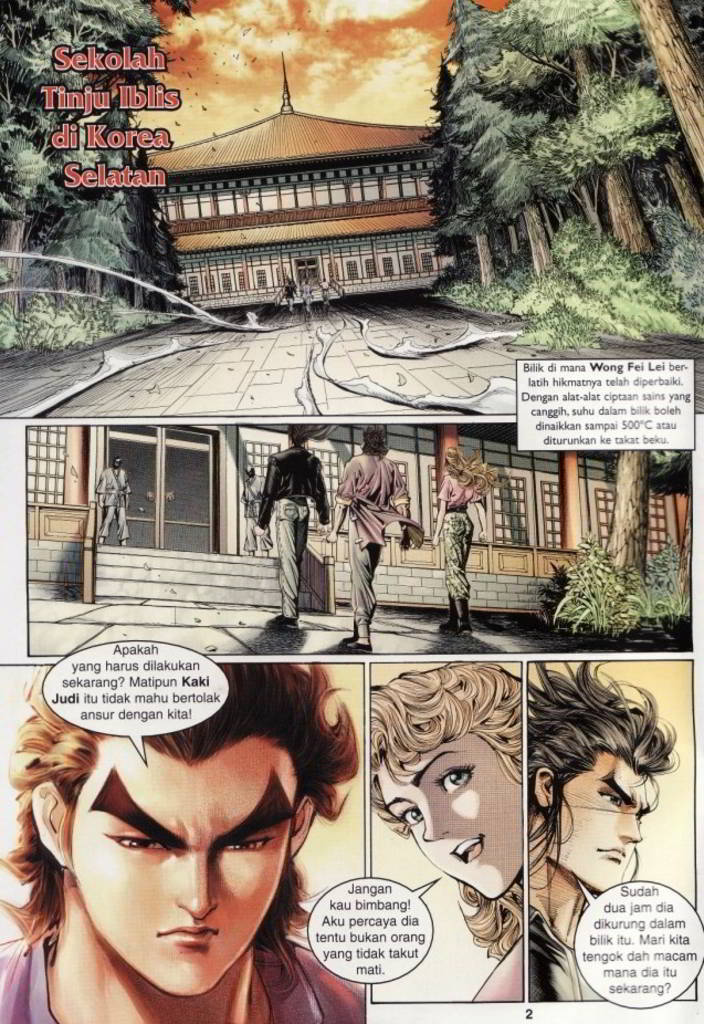 Sekolah
Tinju Iblis
di Korea
Selatan
Bilik di mana Wong Fei Lei ber-
latih hikmatnya telah diperbaiki.
Dengan alat-alat ciptaan sains yang
canggih, suhu dalam bilik boleh
dinaikkan sampai 500°C atau
diturunkan ke takat beku.
Apakah
yang harus dilakukan
sekarang? Matipun Kaki
Judi itu tidak mahu bertolak
ansur dengan kita!
Jangan
kau bimbang!
Aku percaya dia
tentu bukan orang
yang tidak takut
mati.
Sudah
dua jam dia
dikurung dalam
bilik itu. Mari kita
tengok dah macam
mana dia itu
sekarang?
2